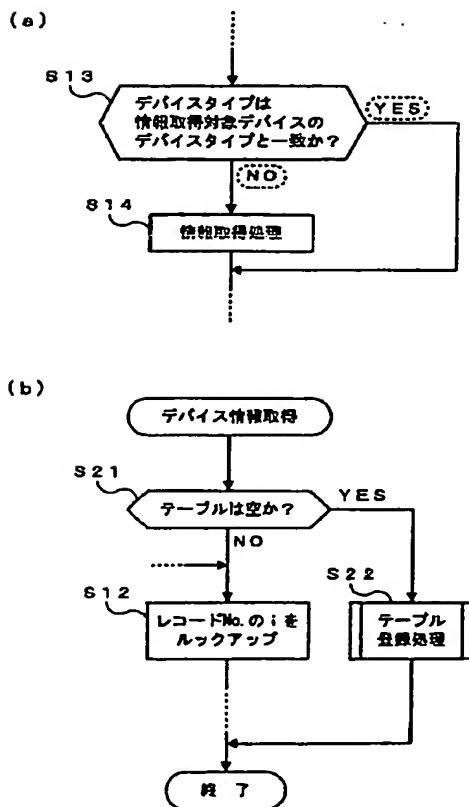 (a)
S13
デバイスタイプは
情報取得対象デバイスの
デバイスタイプと一致か?
YES
NO
S14
情報取得処理
(b)
デバイス情報取得
S21
テーブルは空か?
YES
NO
S12
レコードNo.のiを
ルックアップ
S22
テーブル
登録処理
終了